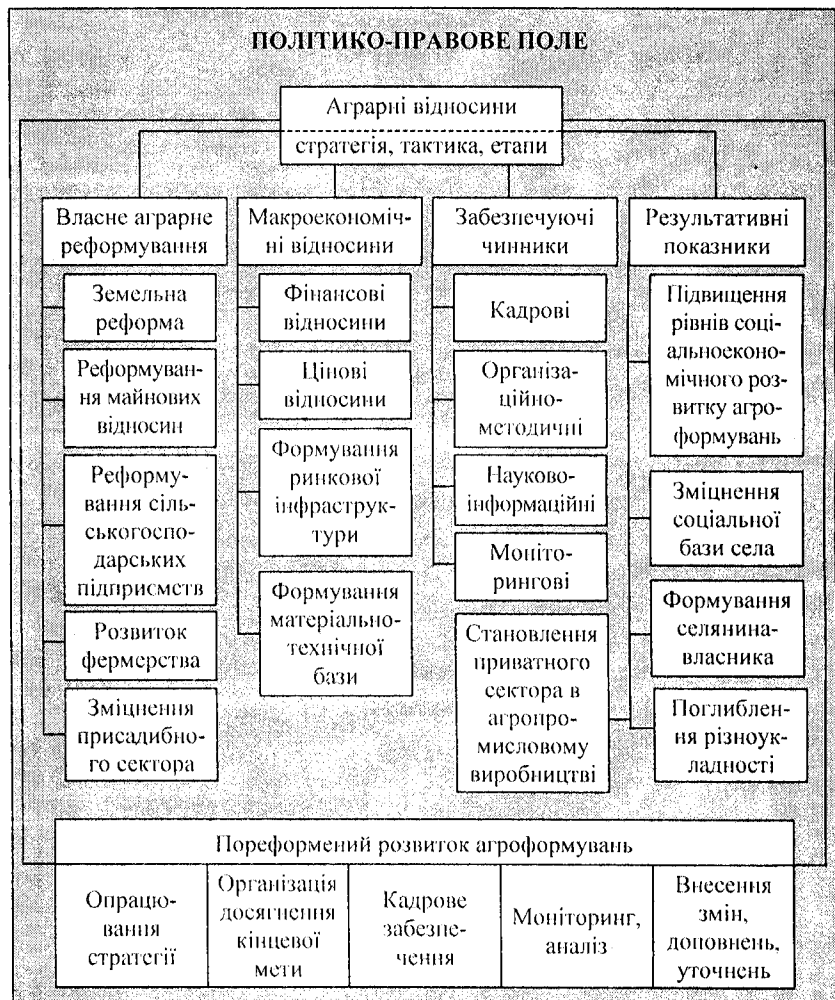 ПОЛІТИКО-ПРАВОВЕ ПОЛЕ
Аграрні відносини
стратегія, тактика, етапи
Власне аграрне
реформування
Земельна
реформа
Реформуван-
ня майнових
відносин
Реформу-
вання сіль-
ськогоспо-
дарських
підприємств
Розвиток
фермерства
Зміцнення
присадибно-
го сектора
Макроекономіч-
ні відносини
Фінансові
відносини
Цінові
відносини
Формування
ринкової
інфраструк-
тури
Формування
матеріально-
технічної
бази
Забезпечуючі
чинники
Кадрові
Організа-
ційно-
методичні
Науково-
інформаційні
Моніто-
рингові
Становлення
приватного
сектора в
агропро-
мисловому
виробництві
Результативні
показники
Підвищення
рівнів соці-
альноеконо-
мічного роз-
витку агро-
формувань
Зміцнення
соціальної
бази села
Формування
селянина-
власника
Поглиблен-
ня різноук-
ладності
Пореформений розвиток агроформувань
Опрацю-
вання
стратегії
Організація
досягнення
кінцевої
мети
Кадрове
забезпе-
чення
Моніторинг,
аналіз
Внесення
змін,
доповнень,
уточнень